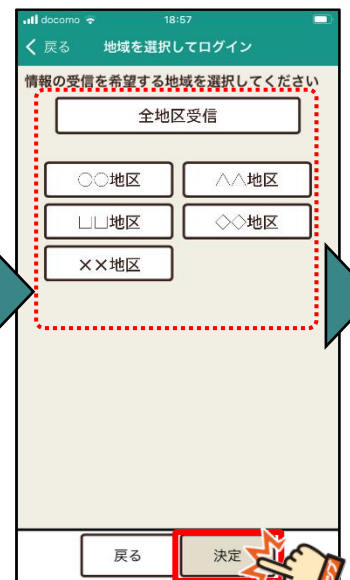 docomo 18:57
戻る 地域を選択してログイン
情報の受信を希望する地域を選択してください
全地区受信
○○地区 △△地区
□□地区 ◇◇地区
××地区
戻る 決定